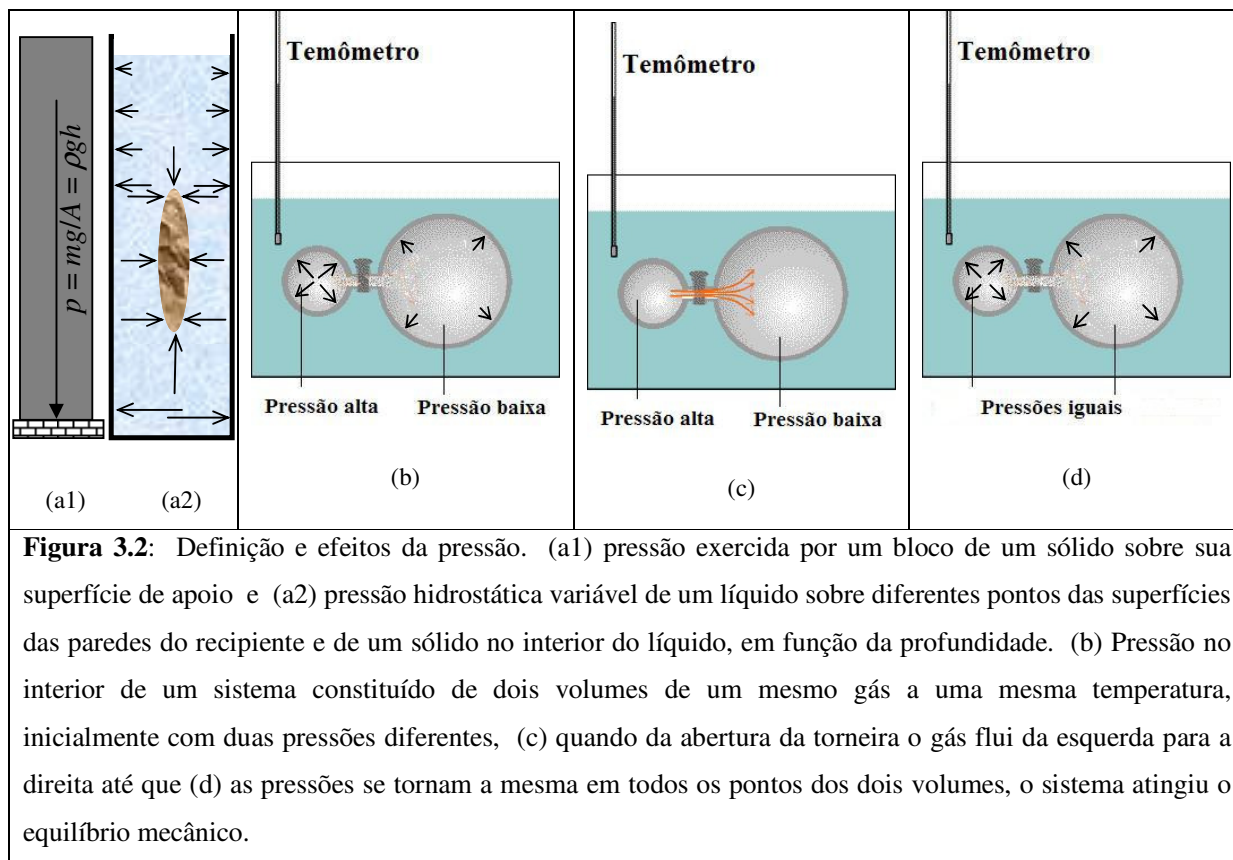 p = mg/A = ρgh
(a1)
(a2)
Temômetro
Pressão alta
Pressão baixa
(b)
Temômetro
Pressão alta
Pressão baixa
(c)
Temômetro
Pressões iguais
(d)
Figura 3.2: Definição e efeitos da pressão. (a1) pressão exercida por um bloco de um sólido sobre sua
superfície de apoio e (a2) pressão hidrostática variável de um líquido sobre diferentes pontos das superfícies
das paredes do recipiente e de um sólido no interior do líquido, em função da profundidade. (b) Pressão no
interior de um sistema constituído de dois volumes de um mesmo gás a uma mesma temperatura,
inicialmente com duas pressões diferentes, (c) quando da abertura da torneira o gás flui da esquerda para a
direita até que (d) as pressões se tornam a mesma em todos os pontos dos dois volumes, o sistema atingiu o
equilíbrio mecânico.